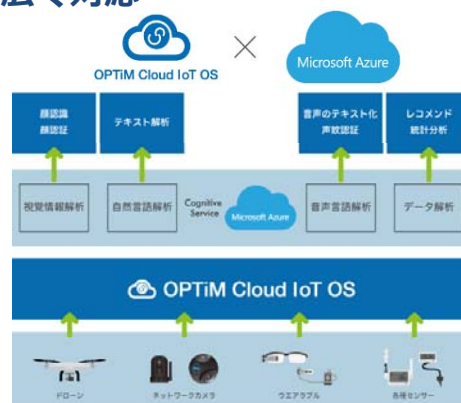 広く対応
OPTiM Cloud IoT OS
Microsoft Azure
顔認識
顔認証
テキスト解析
音声のテキスト化
声紋認証
レコメンド
統計分析
視覚情報解析
自然言語解析
Cognitive
Service
Microsoft Azure
音声言語解析
データ解析
OPTiM Cloud IoT OS
ドローン
ネットワークカメラ
ウエアラブル
各種センサー